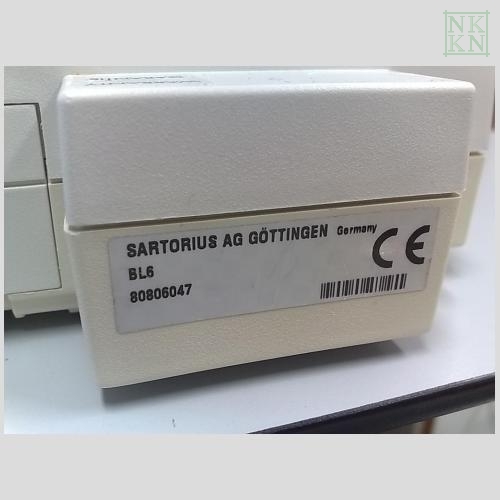 NK
KN
SARTORIUS AG GÖTTINGEN Germany CE
BL6
80806047